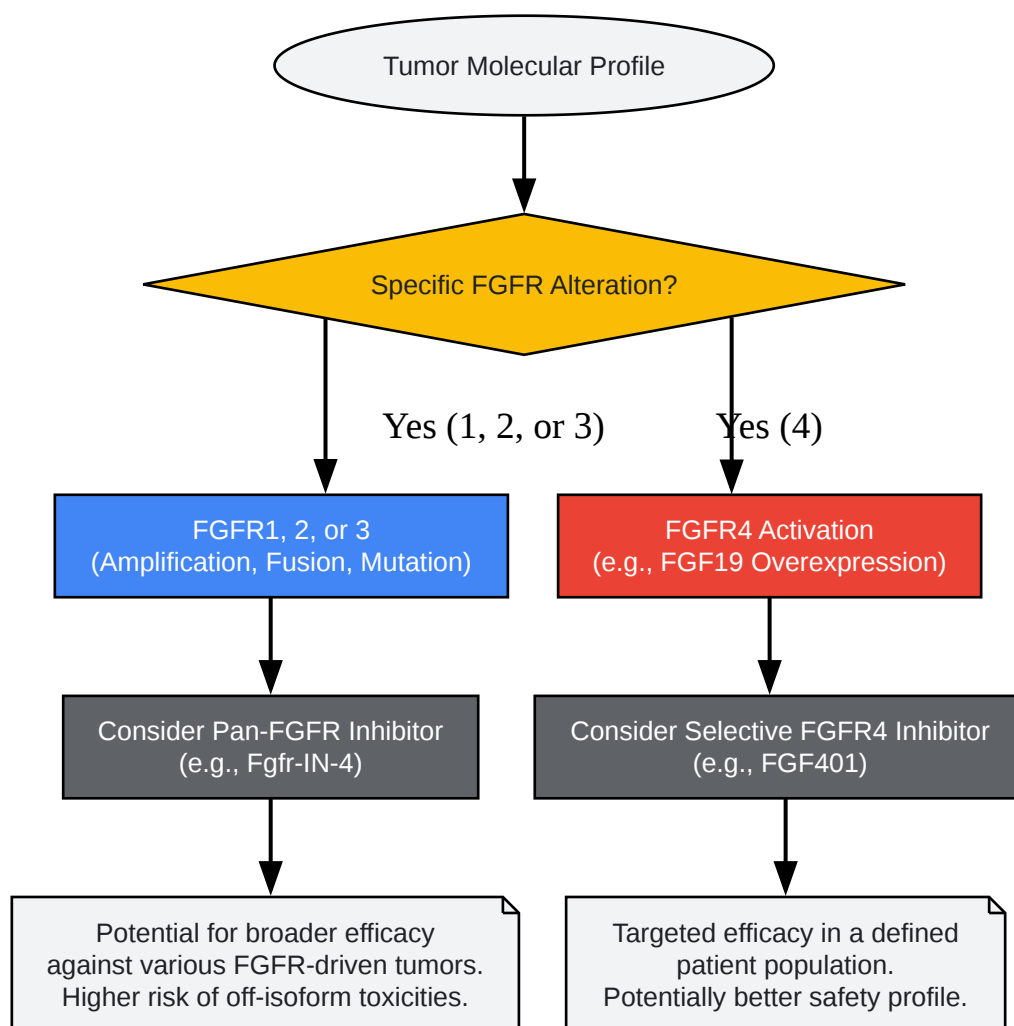 Tumor Molecular Profile
Specific FGFR Alteration?
Yes (1, 2, or 3)
Yes (4)
FGFR1, 2, or 3
(Amplification, Fusion, Mutation)
FGFR4 Activation
(e.g., FGF19 Overexpression)
Consider Pan-FGFR Inhibitor
(e.g., Fgfr-IN-4)
Consider Selective FGFR4 Inhibitor
(e.g., FGF401)
Potential for broader efficacy
against various FGFR-driven tumors.
Higher risk of off-isoform toxicities.
Targeted efficacy in a defined
patient population.
Potentially better safety profile.